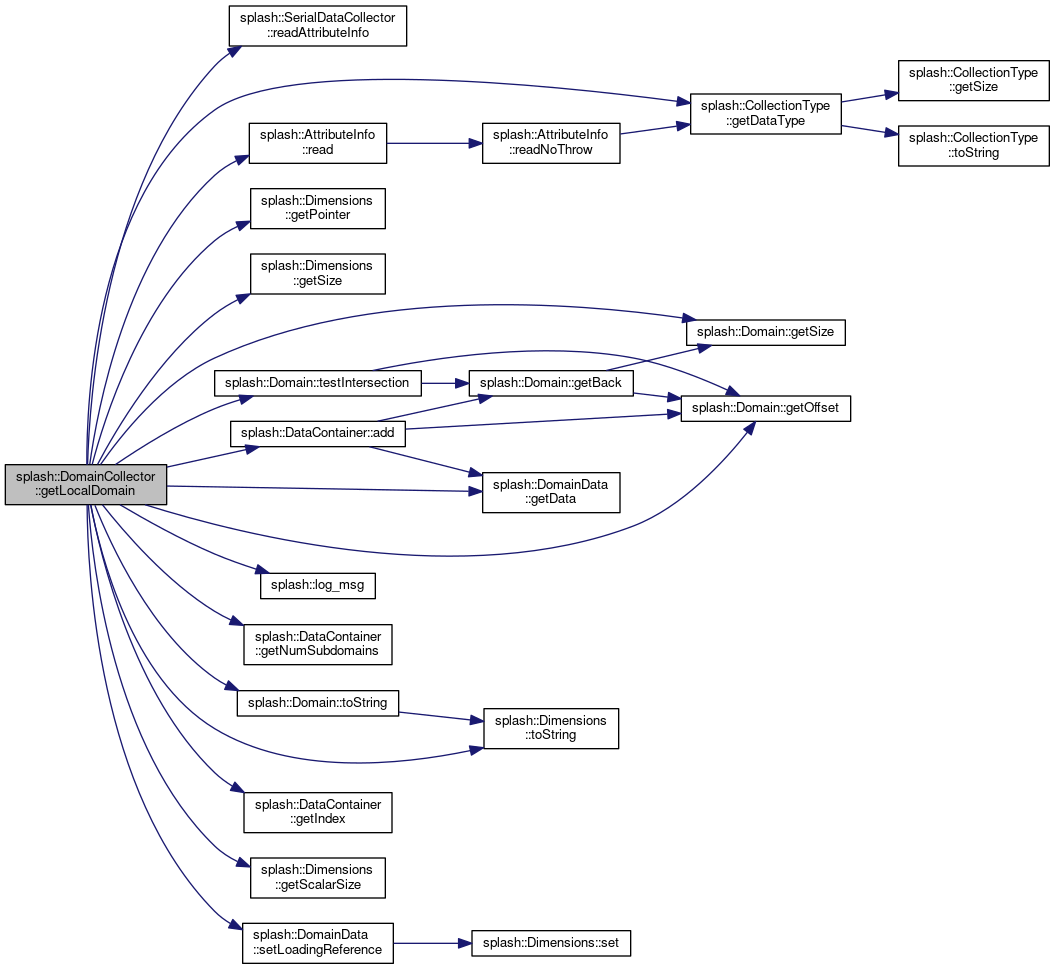 splash::SerialDataCollector
::readAttributeInfo
splash::CollectionType
::getSize
splash::CollectionType
::getDataType
splash::AttributeInfo
::read
splash::AttributeInfo
::readNoThrow
splash::CollectionType
::toString
splash::Dimensions
::getPointer
splash::Dimensions
::getSize
splash::Domain::getSize
splash::Domain::testIntersection
splash::Domain::getBack
splash::Domain::getOffset
splash::DataContainer::add
splash::DomainCollector
::getLocalDomain
splash::DomainData
::getData
splash::log_msg
splash::DataContainer
::getNumSubdomains
splash::Domain::toString
splash::Dimensions
::toString
splash::DataContainer
::getIndex
splash::Dimensions
::getScalarSize
splash::DomainData
::setLoadingReference
splash::Dimensions::set